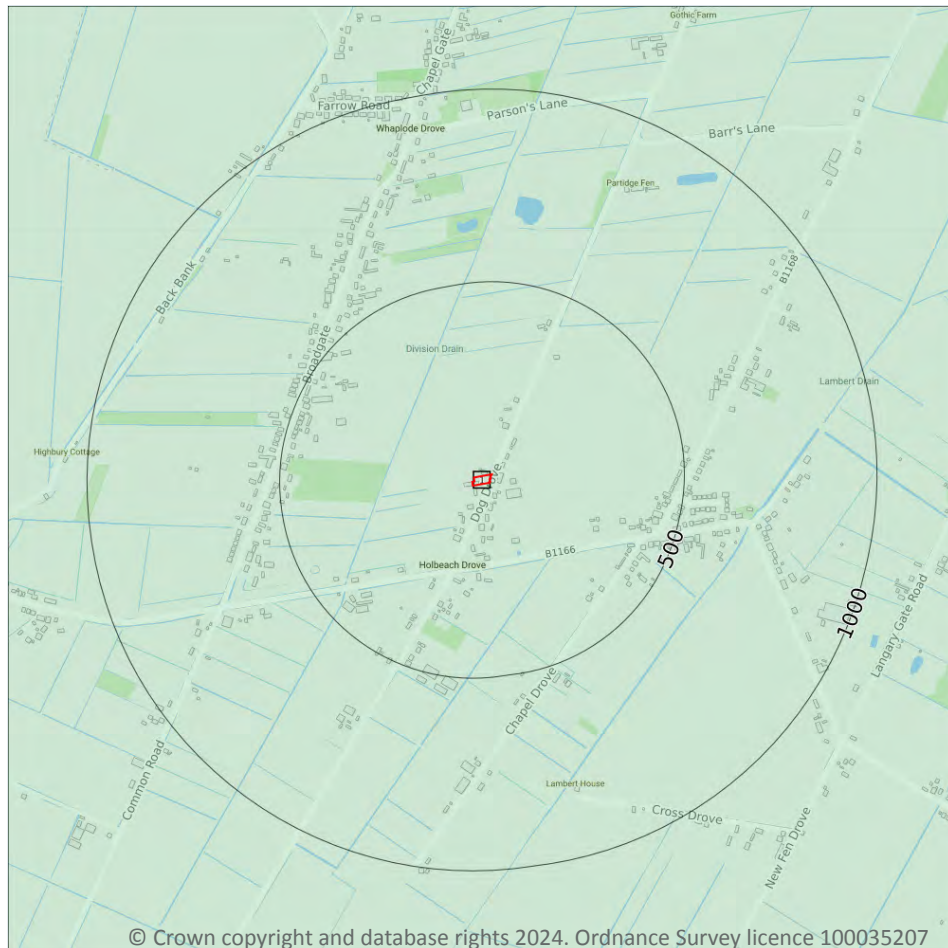 Gothic Farm
Chapel Gate
Farrow Road
Parson's Lane
Whaplode Drove
Barr's Lane
Partidge Fen
B1168
Back Bank
Broadgate
Division Drain
Lambert Drain
Highbury Cottage
Dog Drove
500
B1166
Holbeach Drove
1000
Langary Gate Road
Chapel Drove
Common Road
Lambert House
Cross Drove
New Fen Drove
© Crown copyright and database rights 2024. Ordnance Survey licence 100035207